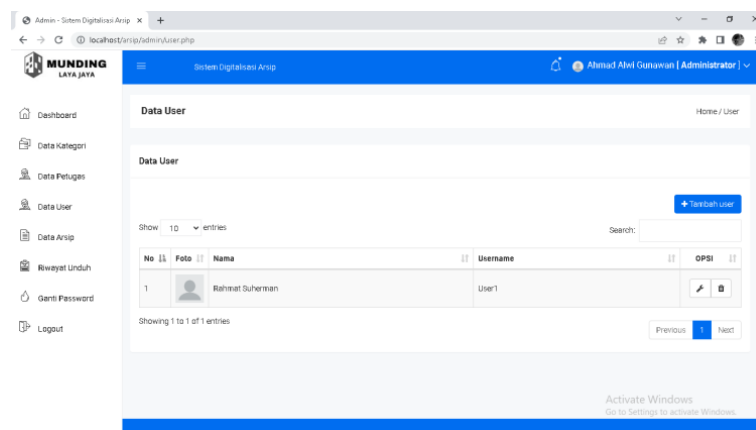 Admin - Sistem Digitalisasi Arsip
localhost/arsip/admin/user.php
MUNDING
LAYA JAYA
Sistem Digitalisasi Arsip
Ahmad Alwi Gunawan [ Administrator ]
Dashboard
Data Kategori
Data Petugas
Data User
Data Arsip
Riwayat Unduh
Ganti Password
Logout
Data User
Home / User
Data User
+ Tambah user
Show 10 entries
Search:
No Foto Nama Username OPSI
1 Rahmat Suherman User1
Showing 1 to 1 of 1 entries
Previous 1 Next
Activate Windows
Go to Settings to activate Windows.